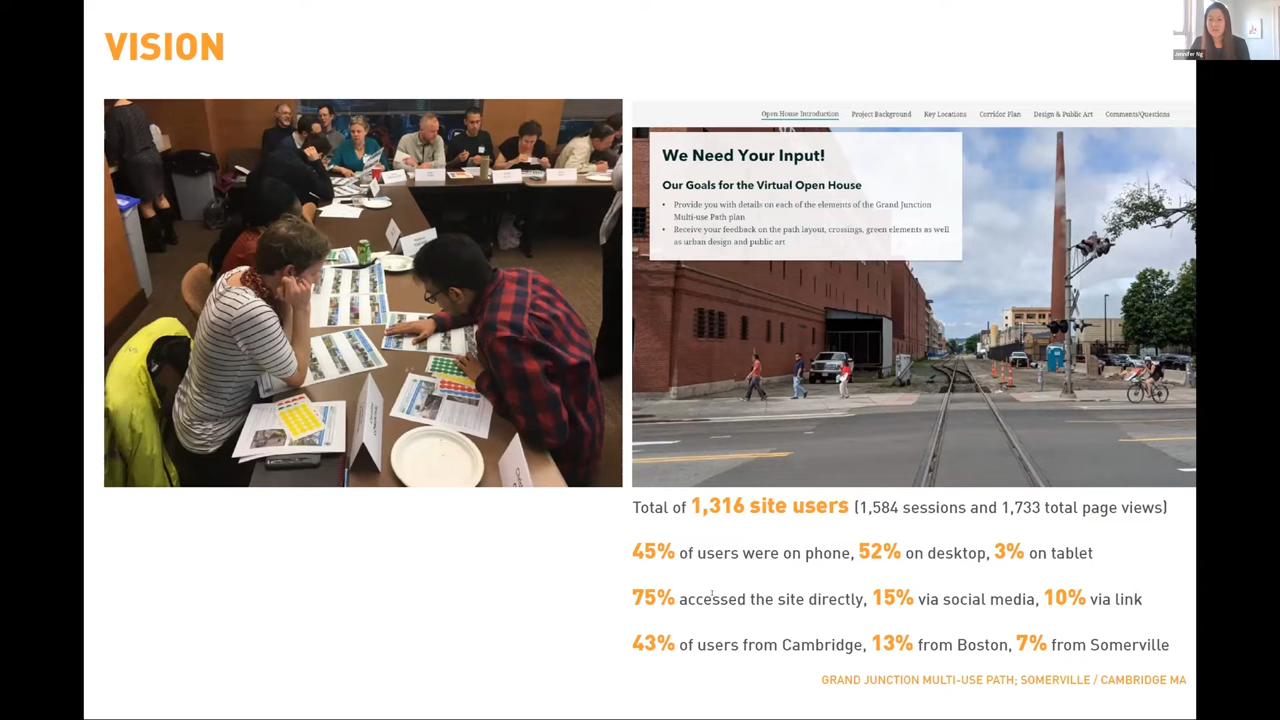 VISION
Jennifer Ng
Open House Introduction Project Background Key Locations Corridor Plan Design & Public Art Comments/Questions
We Need Your Input!
Our Goals for the Virtual Open House
• Provide you with details on each of the elements of the Grand Junction
Multi-use Path plan
• Receive your feedback on the path layout, crossings, green elements as well
as urban design and public art
Total of 1,316 site users (1,584 sessions and 1,733 total page views)
45% of users were on phone, 52% on desktop, 3% on tablet
75% accessed the site directly, 15% via social media, 10% via link
43% of users from Cambridge, 13% from Boston, 7% from Somerville
GRAND JUNCTION MULTI-USE PATH; SOMERVILLE / CAMBRIDGE MA